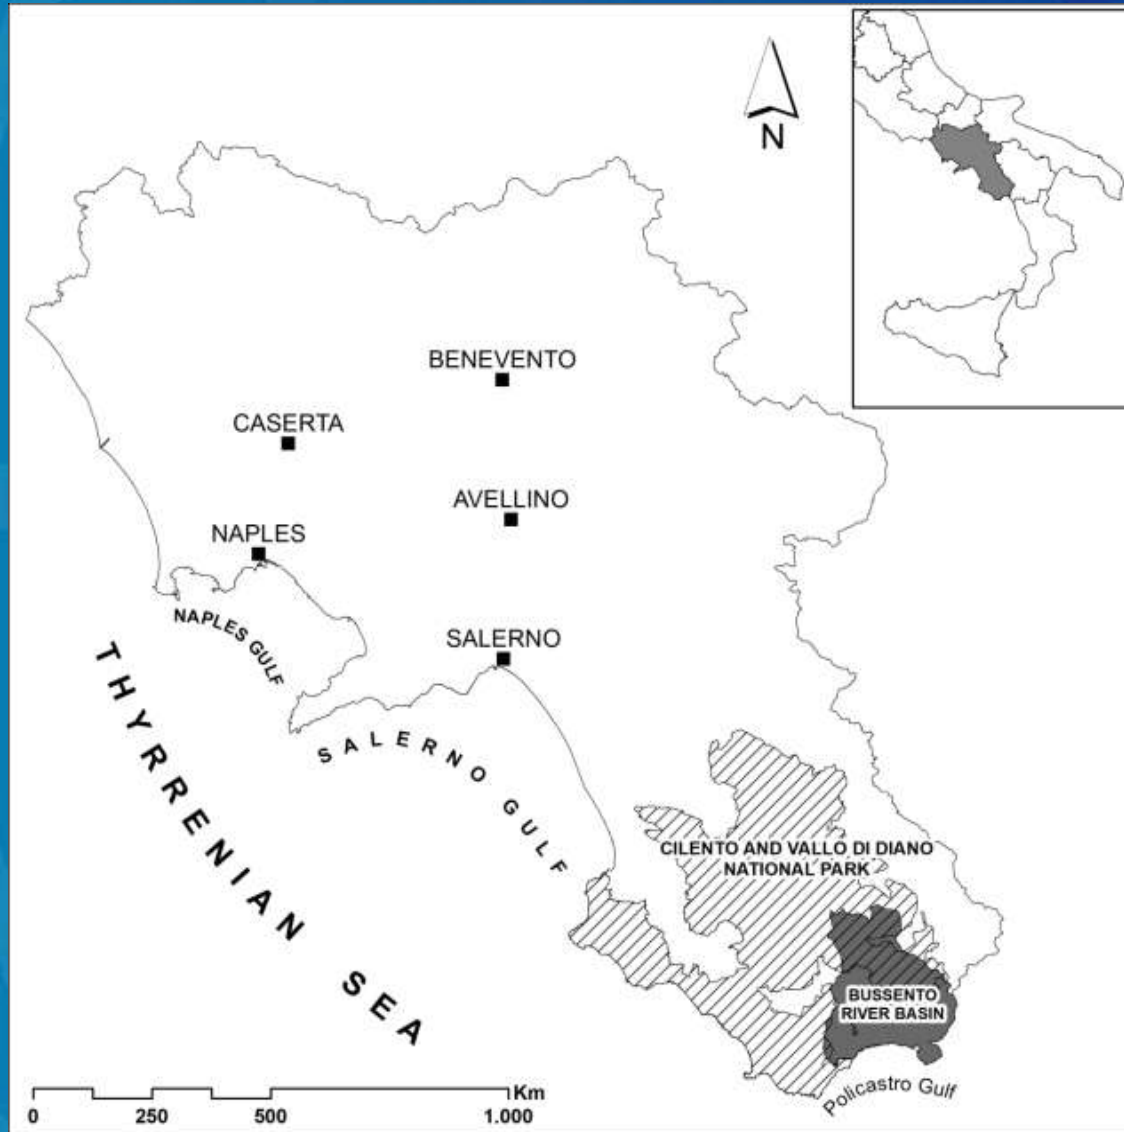 N
BENEVENTO
CASERTA
AVELLINO
NAPLES
NAPLES GULF
SALERNO
SALERNO GULF
THYRRENIAN SEA
CILENTO AND VALLO DI DIANO
NATIONAL PARK
BUSSENTO
RIVER BASIN
Policastro Gulf
Km
0 250 500 1.000